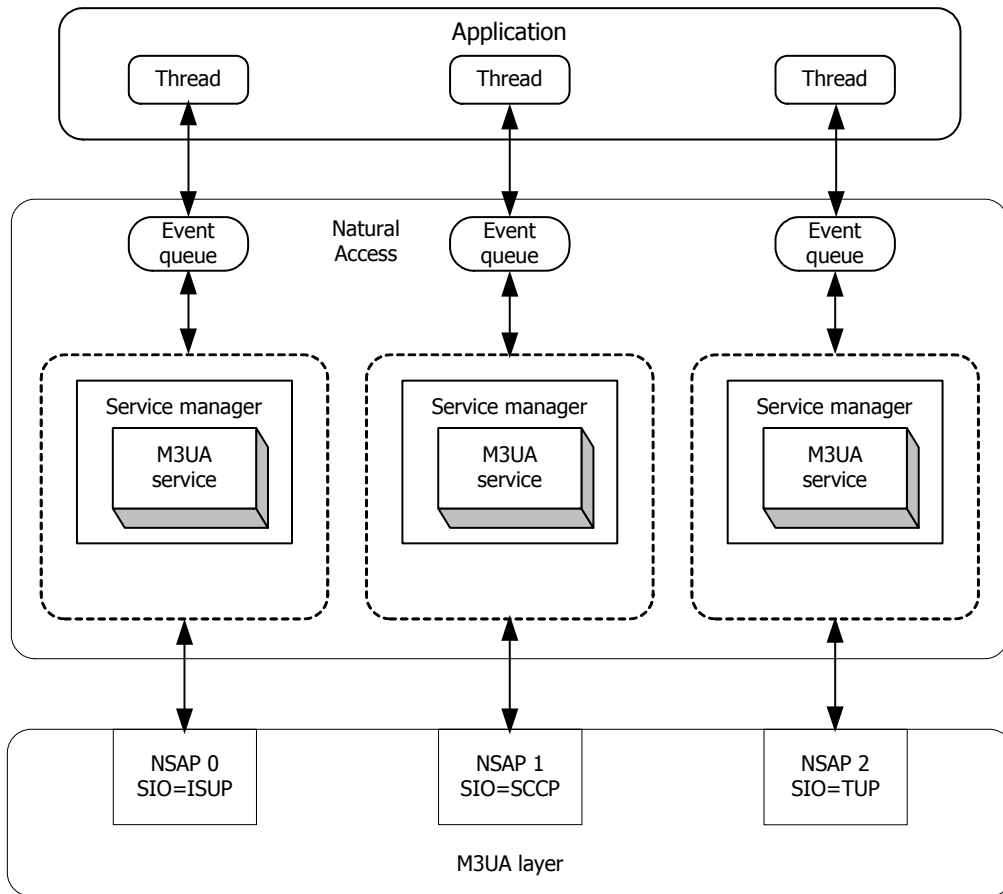 Application
Thread
Thread
Thread
Event
queue
Natural
Access
Event
queue
Event
queue
Service manager
M3UA
service
Service manager
M3UA
service
Service manager
M3UA
service
NSAP 0
SIO=ISUP
NSAP 1
SIO=SCCP
NSAP 2
SIO=TUP
M3UA layer